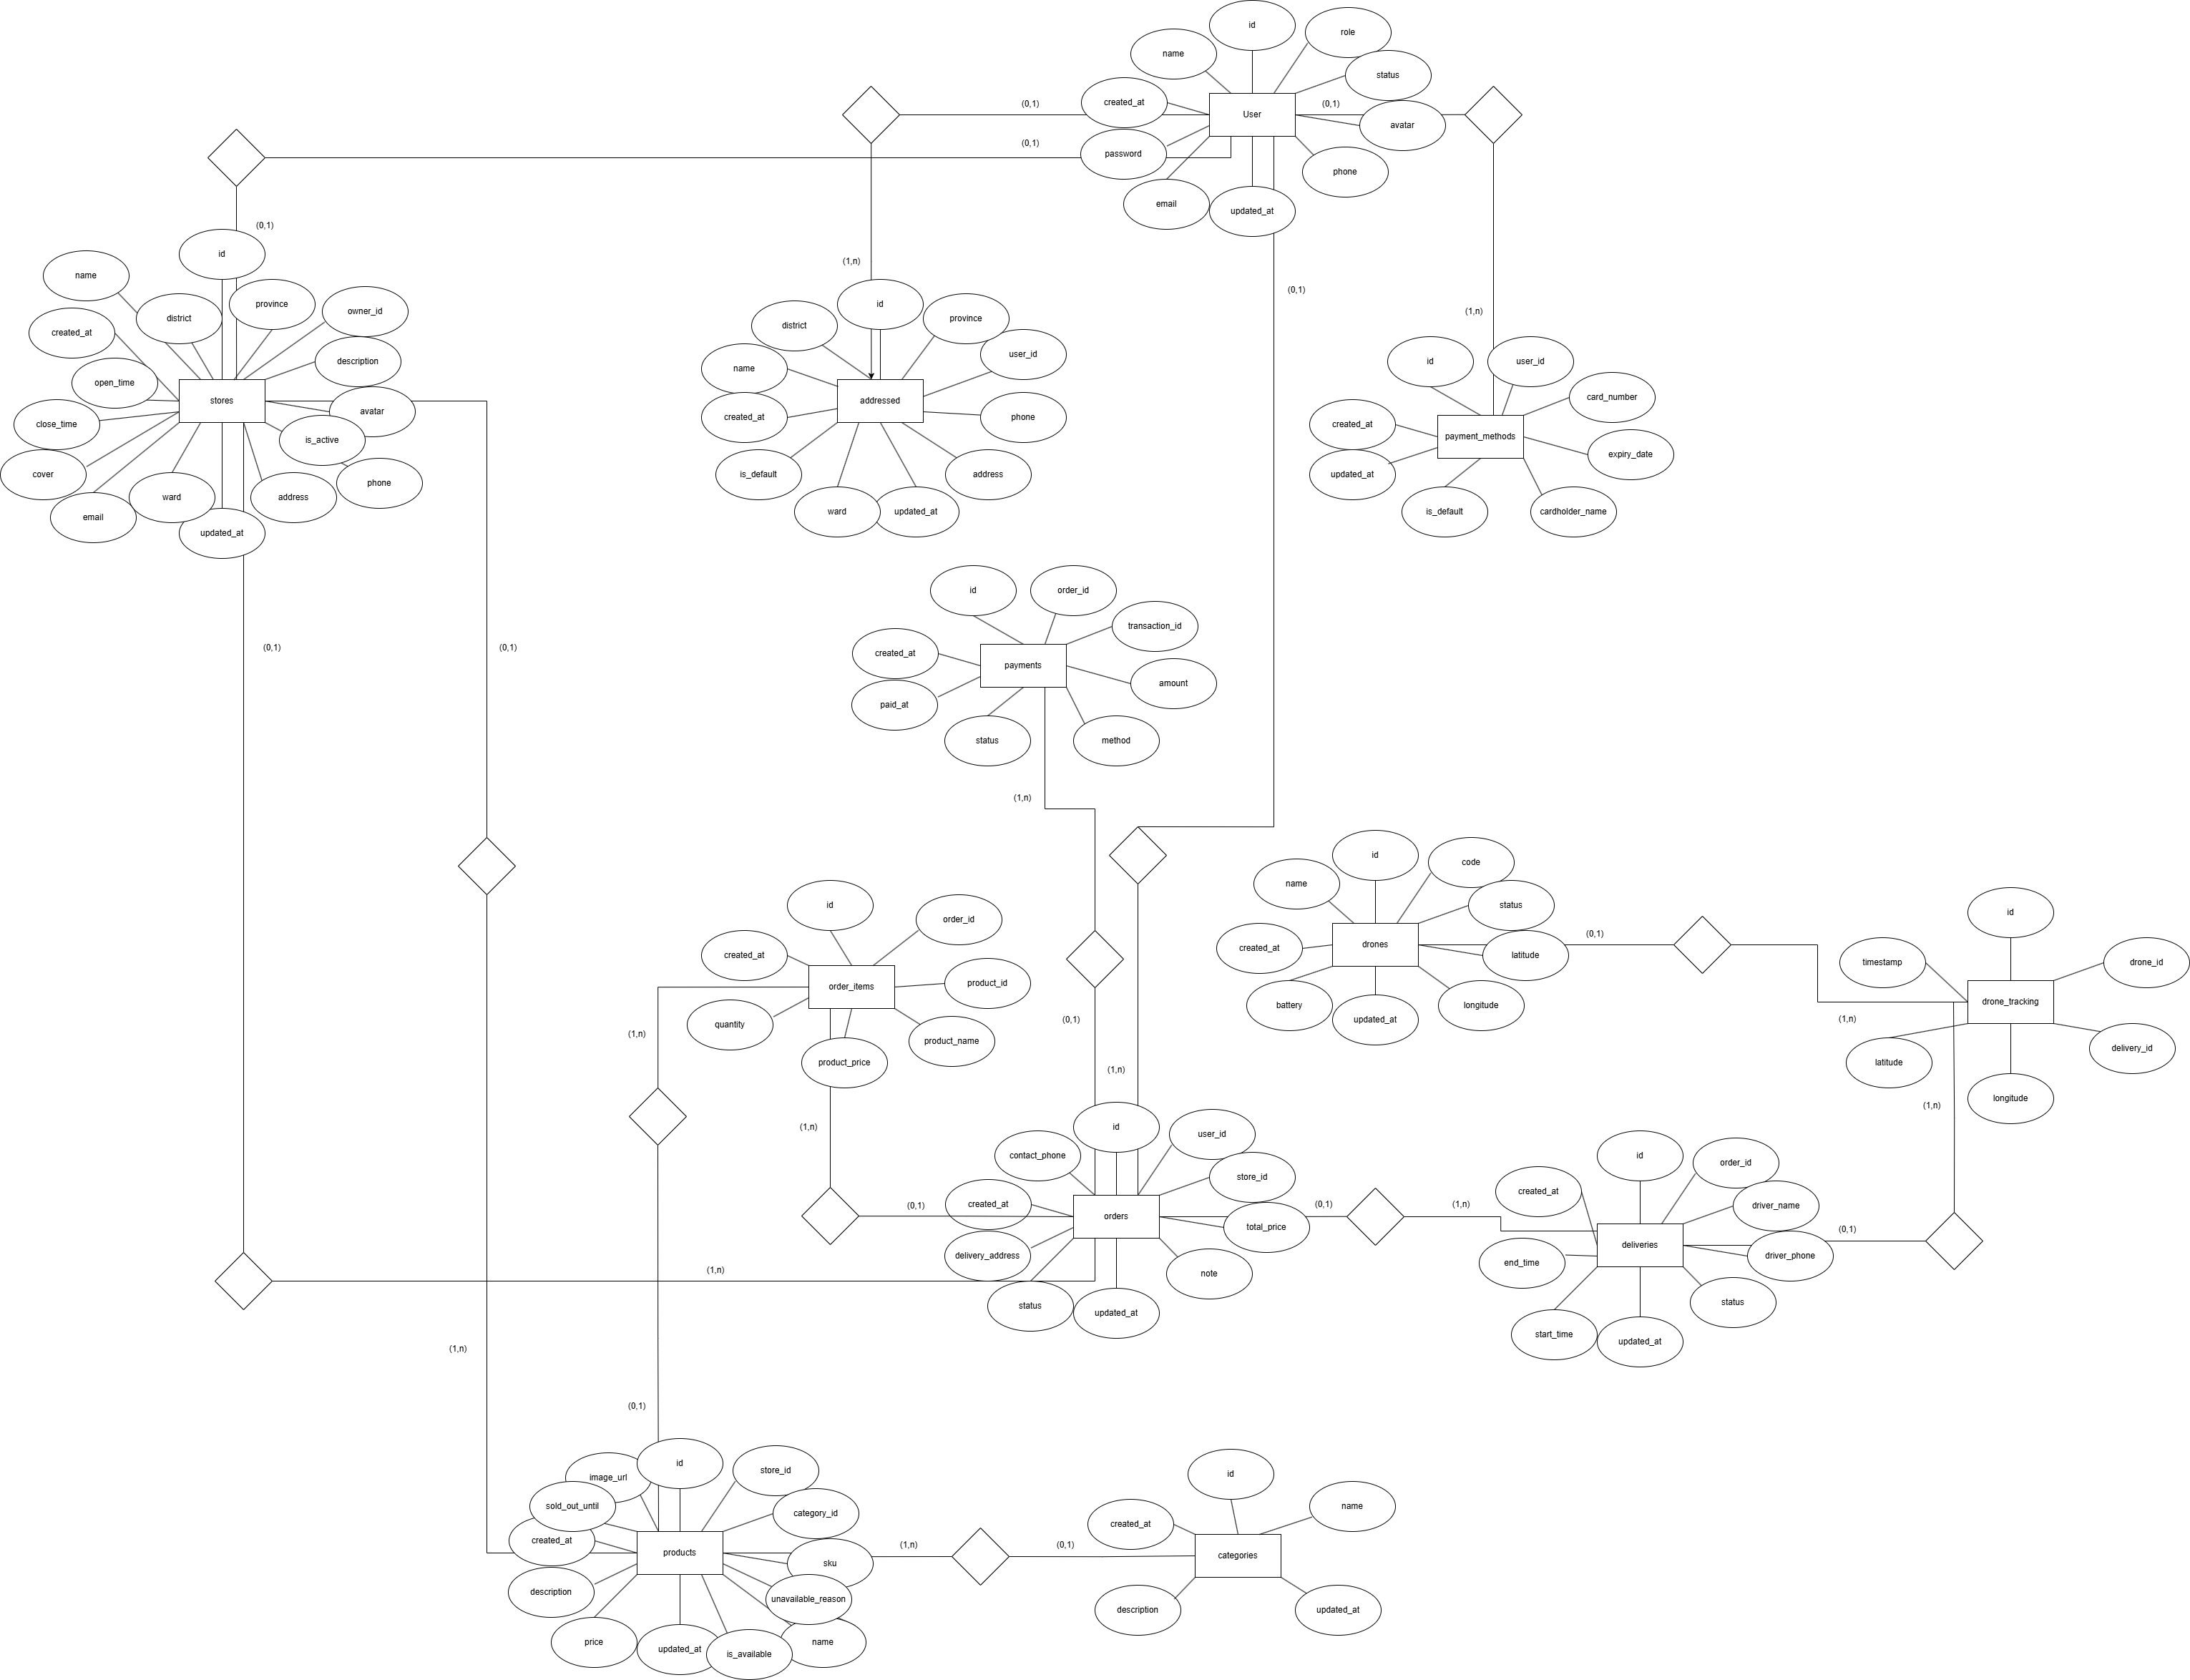 id
role
name
status
created_at
(0,1)
User
(0,1)
avatar
(0,1)
password
phone
email
updated_at
(0,1)
id
(1,n)
name
(0,1)
province
district
owner_id
created_at
description
open_time
stores
avatar
close_time
is_active
cover
phone
ward
address
email
updated_at
id
province
district
user_id
name
addressed
created_at
phone
is_default
address
ward
updated_at
(1,n)
id
user_id
card_number
created_at
payment_methods
expiry_date
updated_at
is_default
cardholder_name
(0,1)
(0,1)
id
order_id
transaction_id
created_at
payments
amount
paid_at
status
method
(1,n)
id
code
name
status
created_at
drones
latitude
(0,1)
battery
longitude
updated_at
id
timestamp
drone_id
drone_tracking
(1,n)
latitude
delivery_id
longitude
(1,n)
id
order_id
created_at
product_id
order_items
quantity
product_name
product_price
(1,n)
(1,n)
(0,1)
(1,n)
id
user_id
contact_phone
store_id
created_at
(0,1)
orders
total_price
(0,1)
(1,n)
delivery_address
note
status
updated_at
(1,n)
id
order_id
created_at
driver_name
(0,1)
deliveries
driver_phone
end_time
status
start_time
updated_at
(1,n)
(0,1)
id
image_url
store_id
sold_out_until
category_id
created_at
products
sku
description
unavailable_reason
price
updated_at
is_available
name
(1,n)
(0,1)
id
name
created_at
categories
description
updated_at